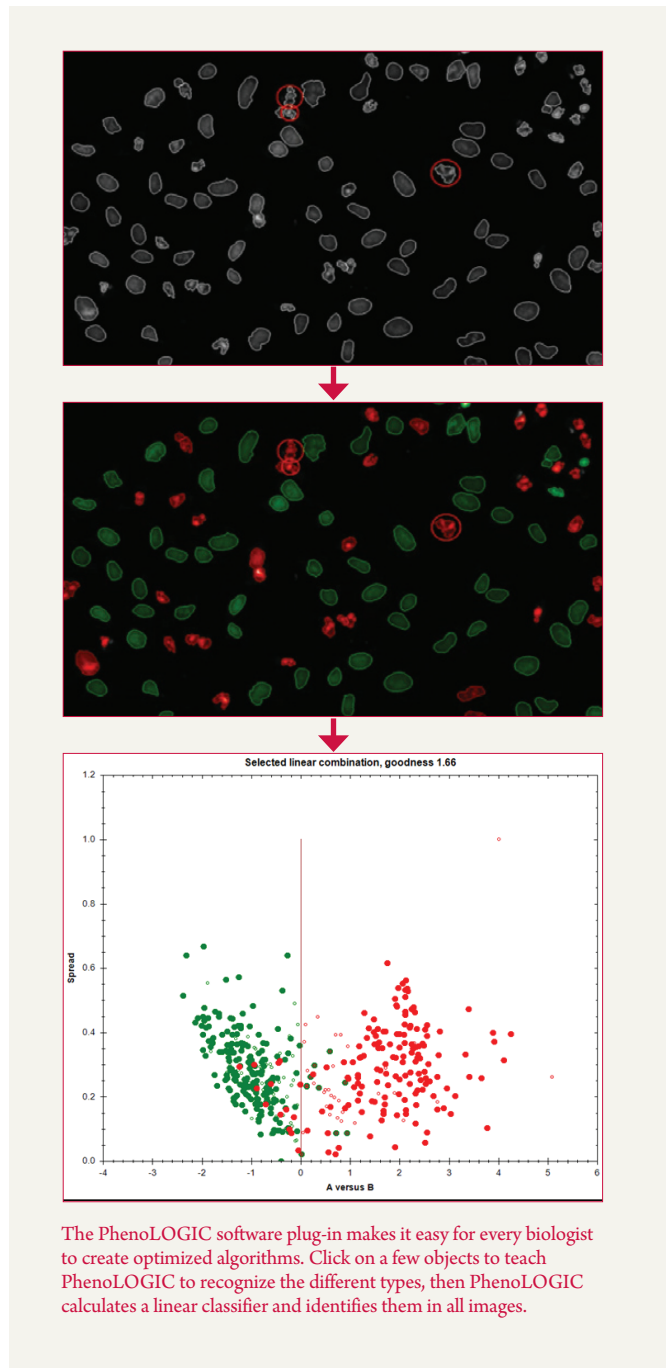 Selected linear combination, goodness 1.66
1.2
1.0
0.8
0.6
0.4
0.2
0.0
Spread
-4 -3 -2 -1 0 1 2 3 4 5 6
A versus B
The PhenoLOGIC software plug-in makes it easy for every biologist
to create optimized algorithms. Click on a few objects to teach
PhenoLOGIC to recognize the different types, then PhenoLOGIC
calculates a linear classifier and identifies them in all images.